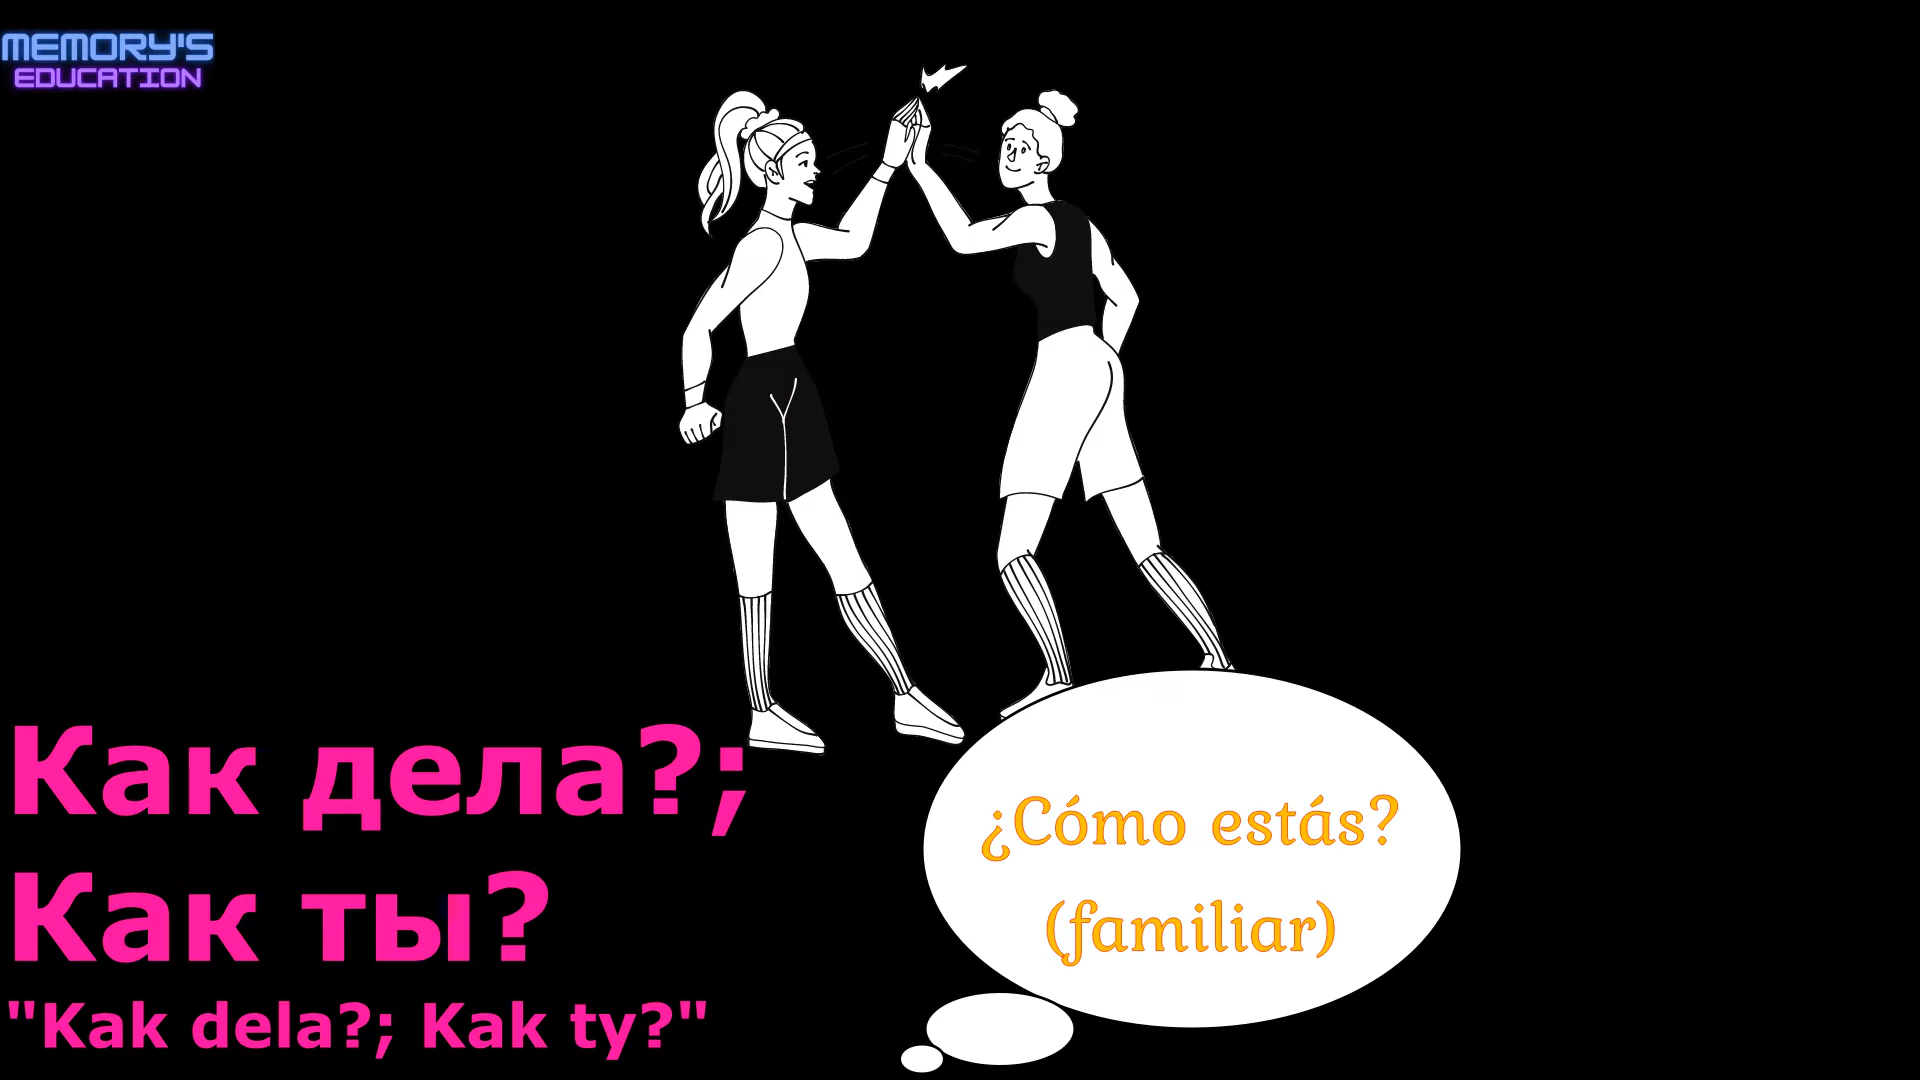 MEMORY'S
EDUCATION
Как дела?;
Как ты?
"Kak dela?; Kak ty?"
¿Cómo estás?
(familiar)